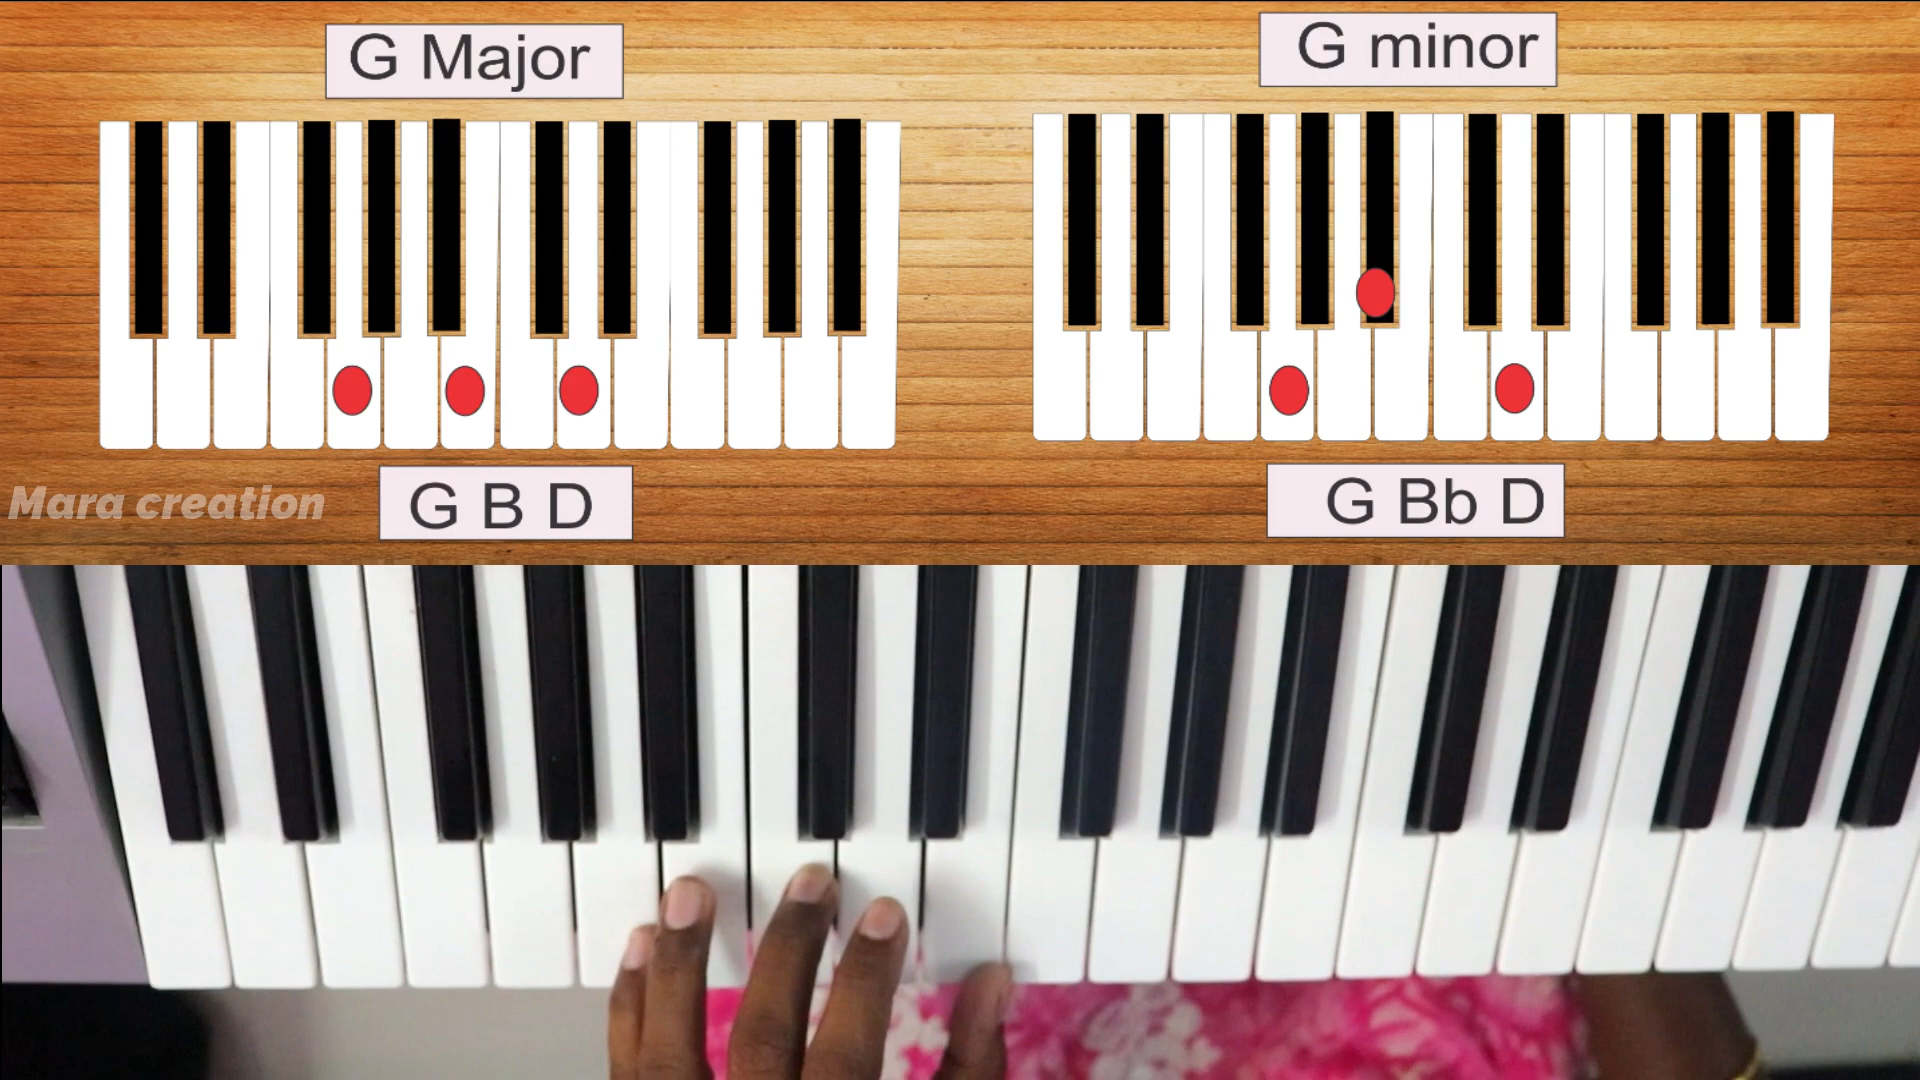 G Major
G minor
G B D
G Bb D
Mara creation